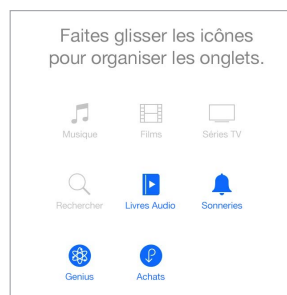 Faites glisser les icônes
pour organiser les onglets.
Musique Films Séries TV
Rechercher Livres Audio Sonneries
Genius Achats